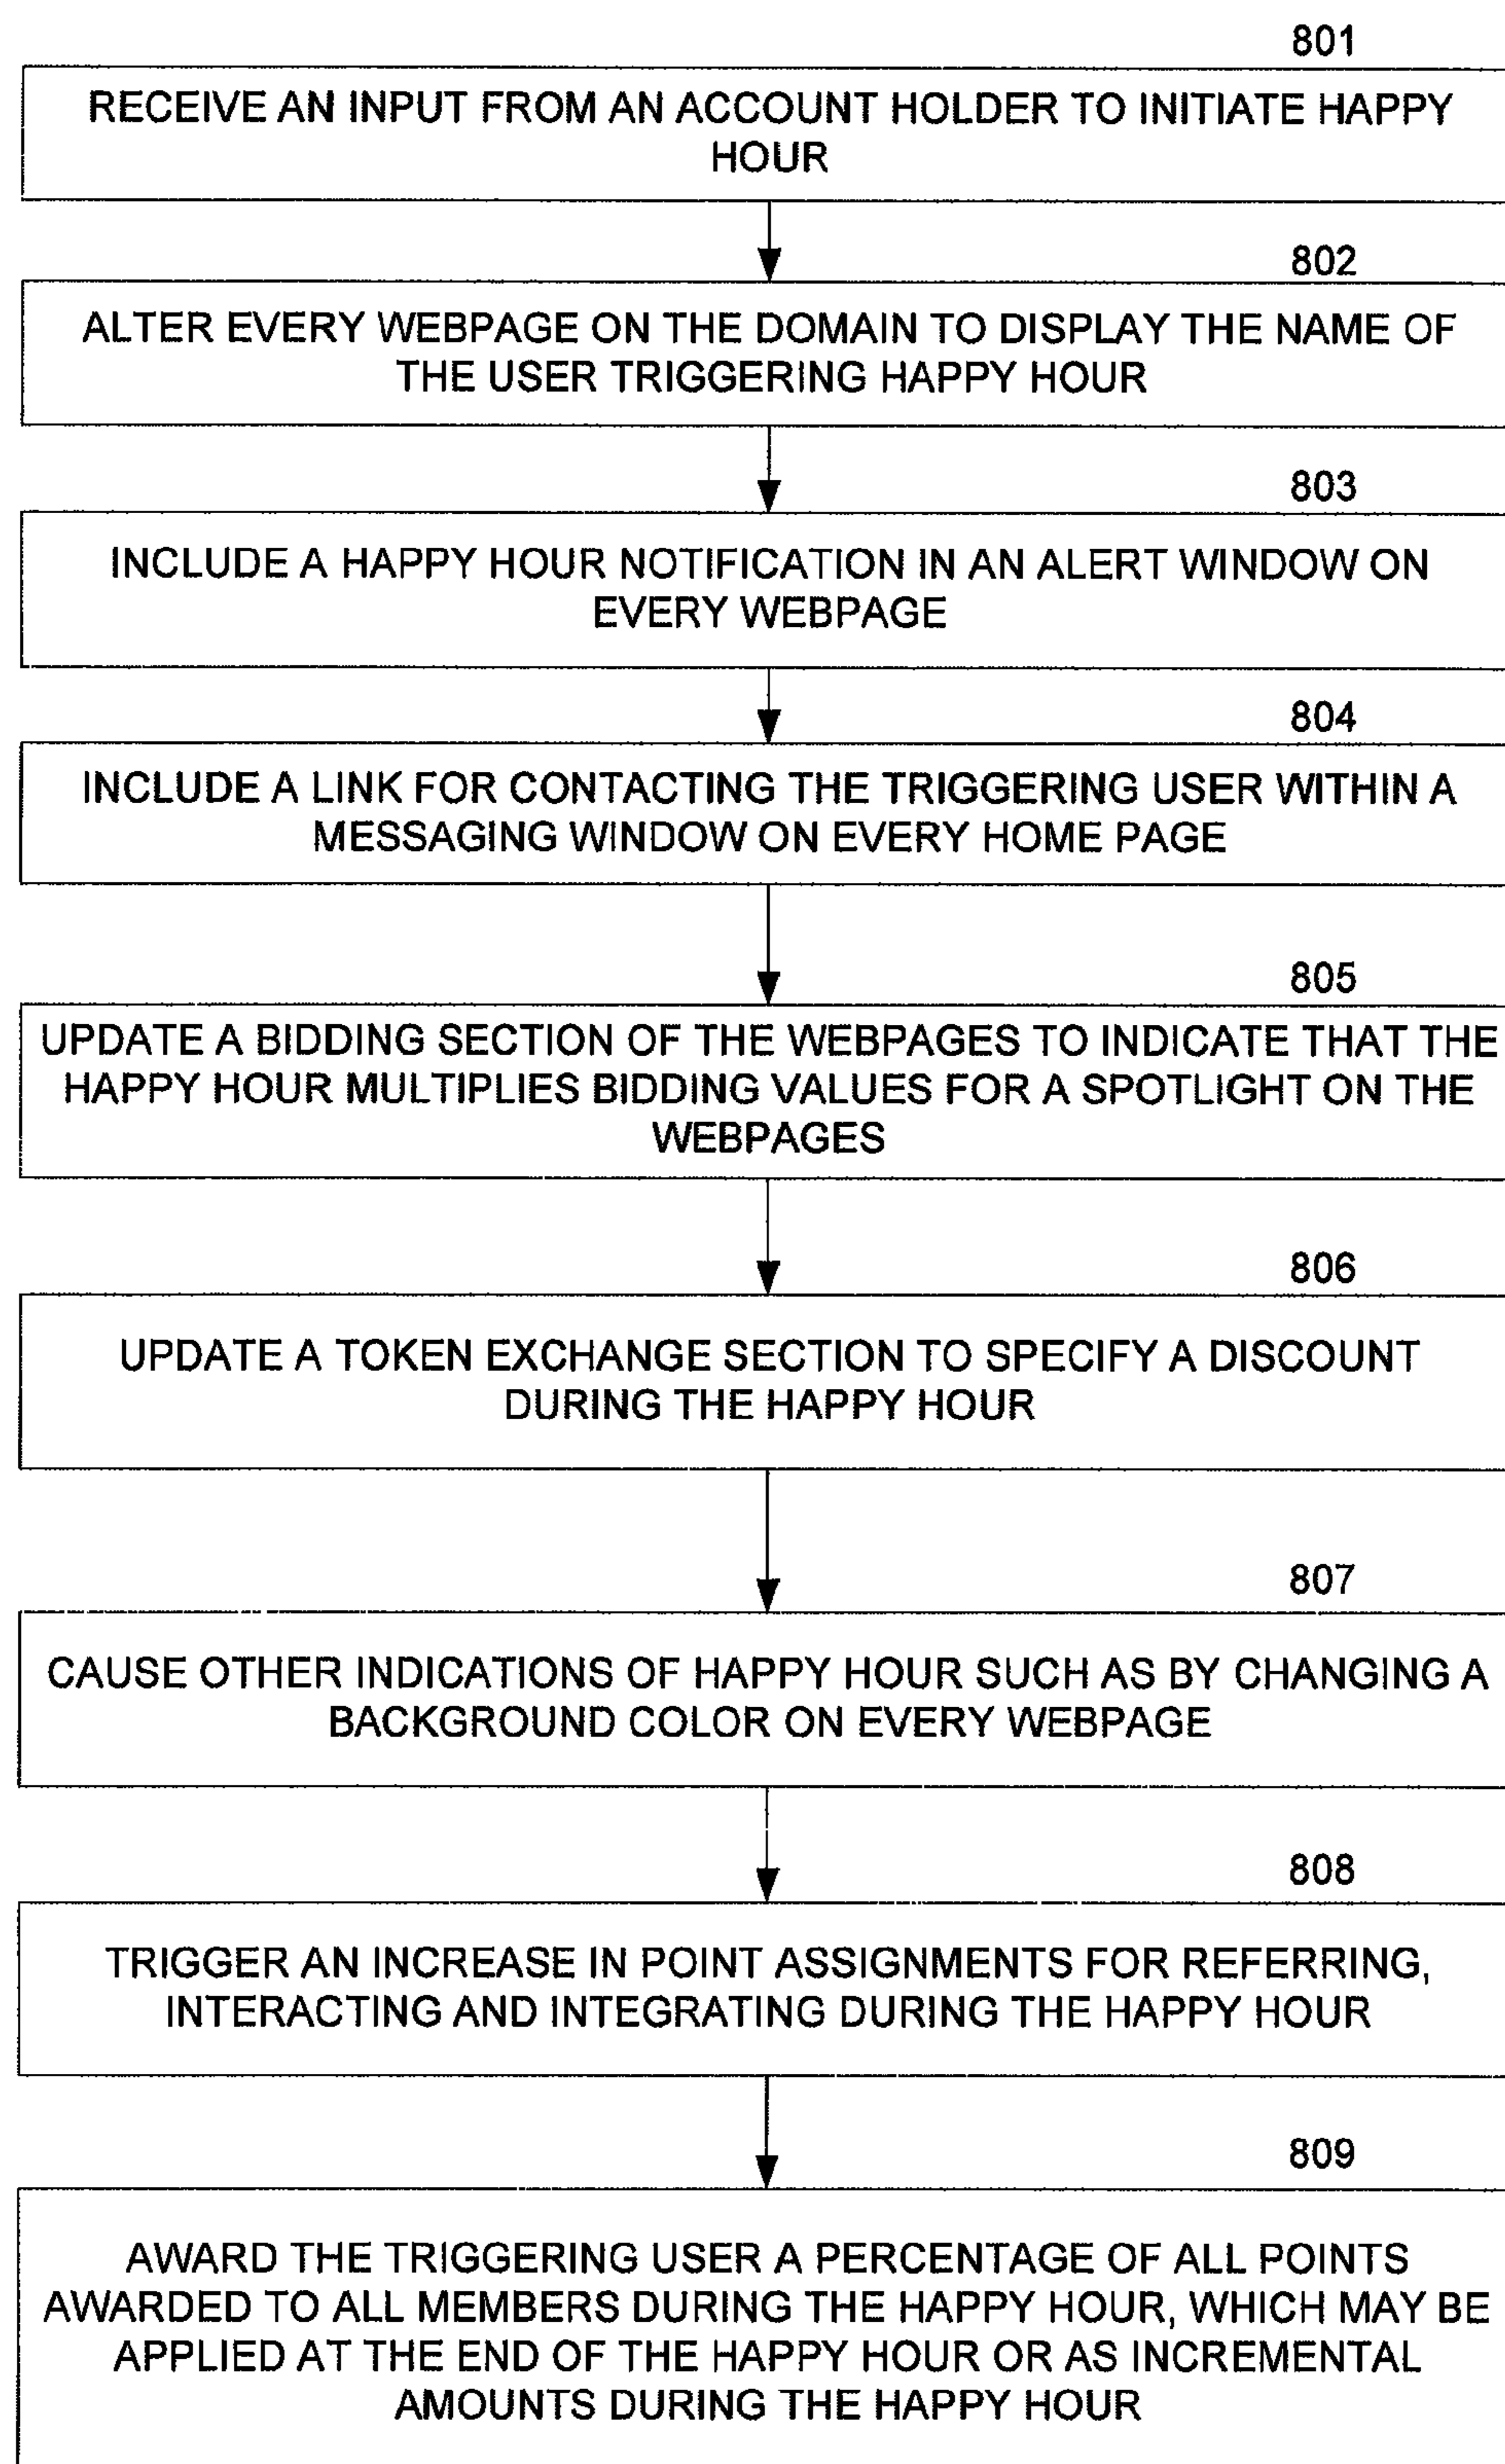 801
RECEIVE AN INPUT FROM AN ACCOUNT HOLDER TO INITIATE HAPPY
HOUR
802
ALTER EVERY WEBPAGE ON THE DOMAIN TO DISPLAY THE NAME OF
THE USER TRIGGERING HAPPY HOUR
803
INCLUDE A HAPPY HOUR NOTIFICATION IN AN ALERT WINDOW ON
EVERY WEBPAGE
804
INCLUDE A LINK FOR CONTACTING THE TRIGGERING USER WITHIN A
MESSAGING WINDOW ON EVERY HOME PAGE
805
UPDATE A BIDDING SECTION OF THE WEBPAGES TO INDICATE THAT THE
HAPPY HOUR MULTIPLIES BIDDING VALUES FOR A SPOTLIGHT ON THE
WEBPAGES
806
UPDATE A TOKEN EXCHANGE SECTION TO SPECIFY A DISCOUNT
DURING THE HAPPY HOUR
807
CAUSE OTHER INDICATIONS OF HAPPY HOUR SUCH AS BY CHANGING A
BACKGROUND COLOR ON EVERY WEBPAGE
808
TRIGGER AN INCREASE IN POINT ASSIGNMENTS FOR REFERRING,
INTERACTING AND INTEGRATING DURING THE HAPPY HOUR
809
AWARD THE TRIGGERING USER A PERCENTAGE OF ALL POINTS
AWARDED TO ALL MEMBERS DURING THE HAPPY HOUR, WHICH MAY BE
APPLIED AT THE END OF THE HAPPY HOUR OR AS INCREMENTAL
AMOUNTS DURING THE HAPPY HOUR